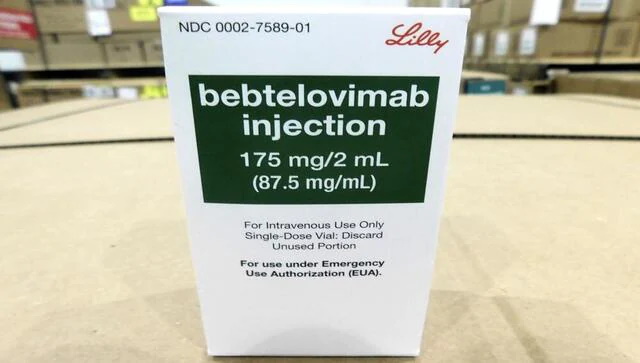 NDC 0002-7589-01
Lilly
bebtelovimab
injection
175 mg/2 mL
(87.5 mg/mL)
For Intravenous Use Only
Single-Dose Vial: Discard
Unused Portion
For use under Emergency
Use Authorization (EUA).